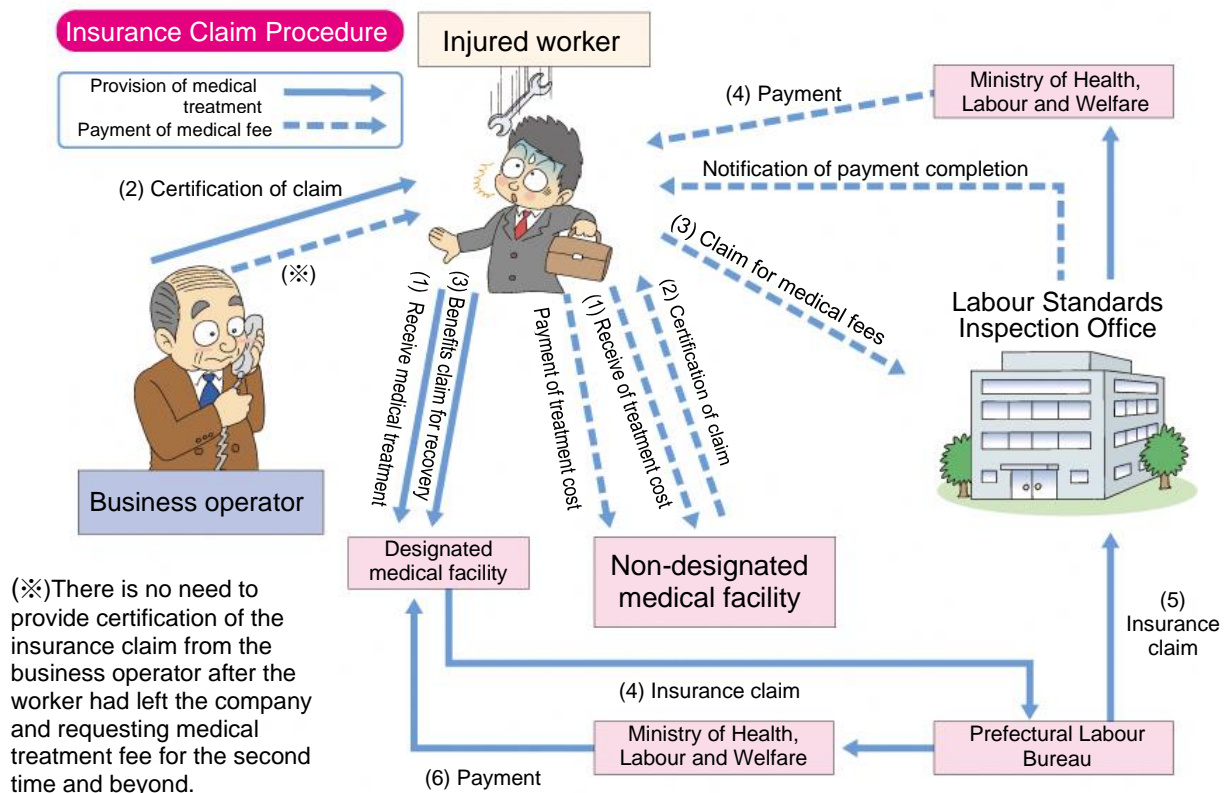 Insurance Claim Procedure
Provision of medical
treatment
Payment of medical fee
Injured worker
(4) Payment
Ministry of Health,
Labour and Welfare
Notification of payment completion
(2) Certification of claim
(※)
(3) Claim for medical fees
Labour Standards
Inspection Office
(1) Receive medical treatment
(3) Benefits claim for recovery
Payment of treatment cost
(1) Receive of treatment cost
(2) Certification of claim
Business operator
Designated
medical facility
Non-designated
medical facility
(※)There is no need to
provide certification of the
insurance claim from the
business operator after the
worker had left the company
and requesting medical
treatment fee for the second
time and beyond.
(5)
Insurance
claim
(4) Insurance claim
Ministry of Health,
Labour and Welfare
Prefectural Labour
Bureau
(6) Payment